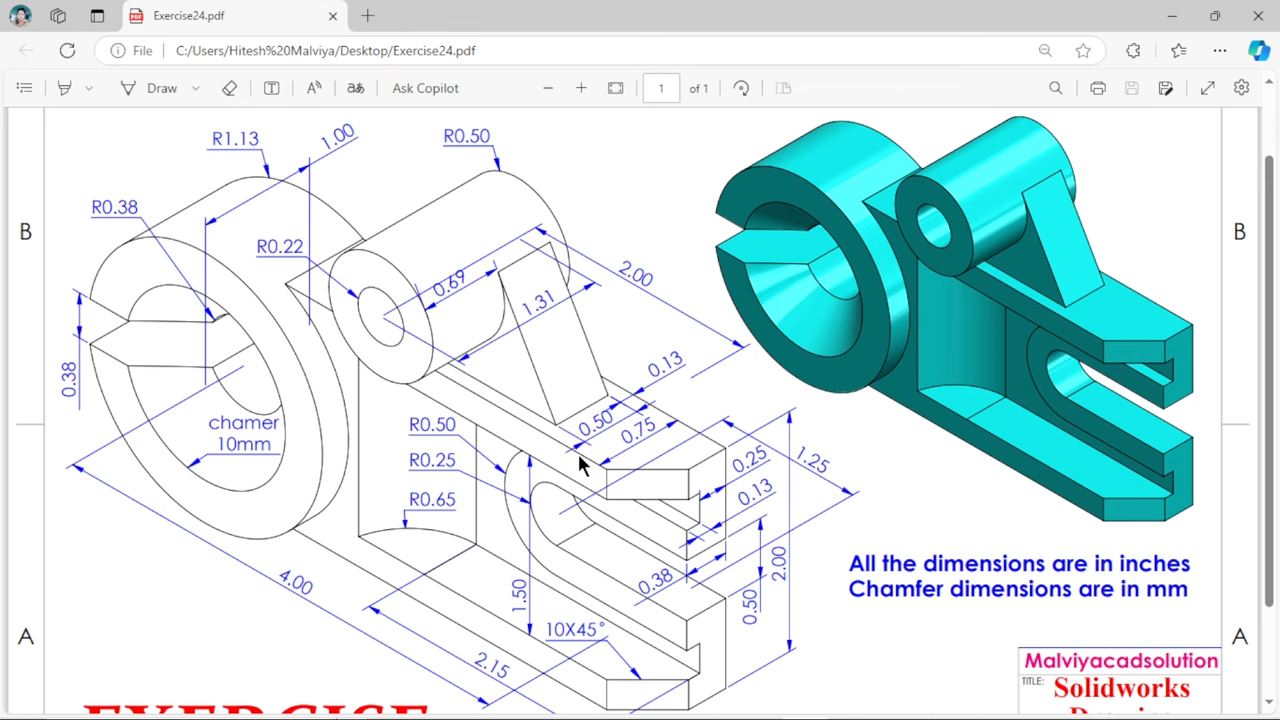 Exercise24.pdf
File
C:/Users/Hitesh%20Malviya/Desktop/Exercise24.pdf
Draw
Ask Copilot
1
of 1
R1.13
1.00
R0.50
R0.38
B
R0.22
0.69
2.00
1.31
B
0.38
0.13
chamer
10mm
0.50
0.75
R0.50
R0.25
R0.65
0.25
1.25
0.13
4.00
1.50
0.38
0.50
2.00
All the dimensions are in inches
Chamfer dimensions are in mm
A
10X45°
2.15
A
Malviyacadsolution
TITLE:
Solidworks